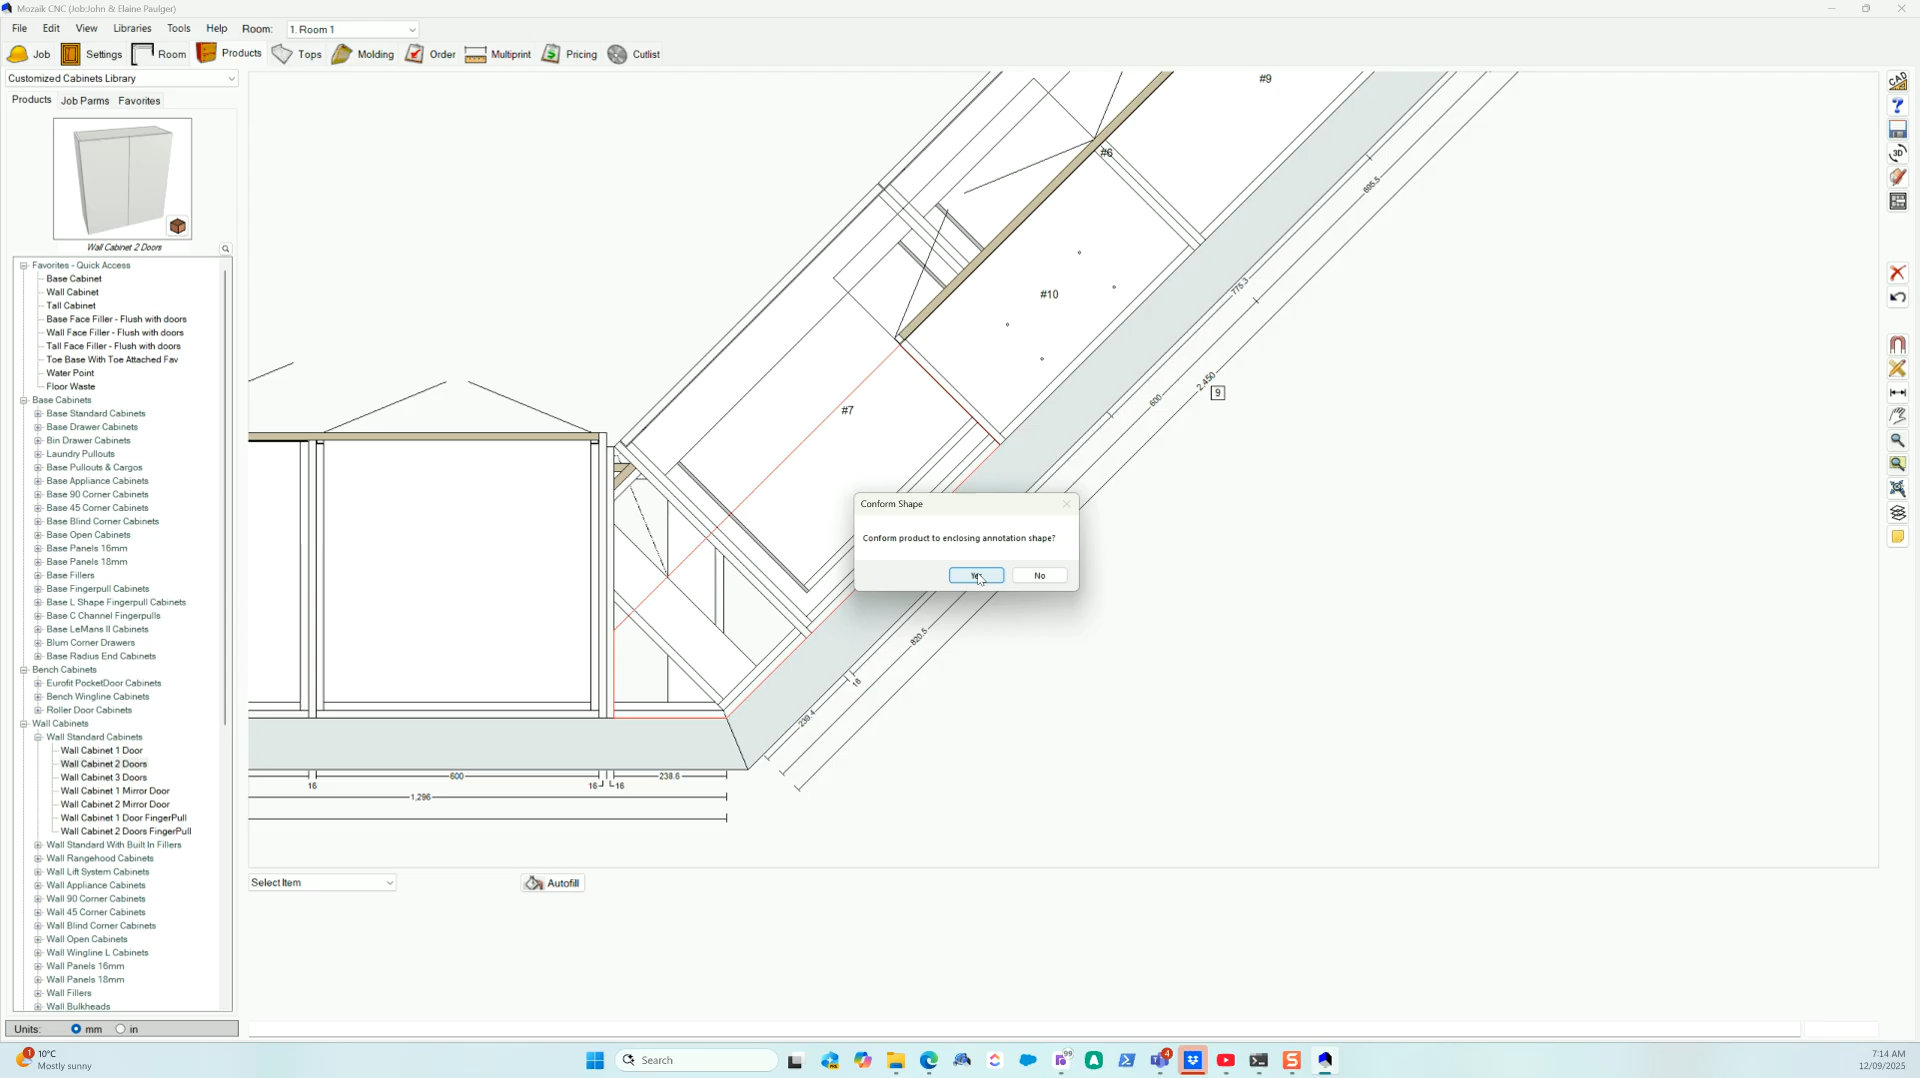 Mozaik CNC (Job:John & Elaine Paulger)
File Edit View Libraries Tools Help Room: 1. Room 1
Job Settings Room Products Tops Molding Order Multiprint Pricing Cutlist
Customized Cabinets Library
Products Job Parms Favorites
Wall Cabinet 2 Doors
Favorites - Quick Access
Base Cabinet
Wall Cabinet
Tall Cabinet
Base Face Filler - Flush with doors
Wall Face Filler - Flush with doors
Tall Face Filler - Flush with doors
Toe Base With Toe Attached Fav
Water Point
Floor Waste
Base Cabinets
Base Standard Cabinets
Base Drawer Cabinets
Bin Drawer Cabinets
Laundry Pullouts
Base Pullouts & Cargos
Base Appliance Cabinets
Base 90 Corner Cabinets
Base 45 Corner Cabinets
Base Blind Corner Cabinets
Base Open Cabinets
Base Panels 16mm
Base Panels 18mm
Base Fillers
Base Fingerpull Cabinets
Base L Shape Fingerpull Cabinets
Base C Channel Fingerpulls
Base LeMans II Cabinets
Blum Corner Drawers
Base Radius End Cabinets
Bench Cabinets
Eurofit PocketDoor Cabinets
Bench Wingline Cabinets
Roller Door Cabinets
Wall Cabinets
Wall Standard Cabinets
Wall Cabinet 1 Door
Wall Cabinet 2 Doors
Wall Cabinet 3 Doors
Wall Cabinet 1 Mirror Door
Wall Cabinet 2 Mirror Door
Wall Cabinet 1 Door FingerPull
Wall Cabinet 2 Doors FingerPull
Wall Standard With Built In Fillers
Wall Rangehood Cabinets
Wall Lift System Cabinets
Wall Appliance Cabinets
Wall 90 Corner Cabinets
Wall 45 Corner Cabinets
Wall Blind Corner Cabinets
Wall Open Cabinets
Wall Wingline L Cabinets
Wall Panels 16mm
Wall Panels 18mm
Wall Fillers
Wall Bulkheads
Units: mm in
#9
#6
#10
#7
775.3
2,450
600
9
820.5
18
239.4
16 600 16 16 238.6
1,296
Conform Shape
Conform product to enclosing annotation shape?
Yes No
Select Item Autofill
CAD
3D
1 10°C
Mostly sunny
Search
99
4
7:14 AM
12/09/2025